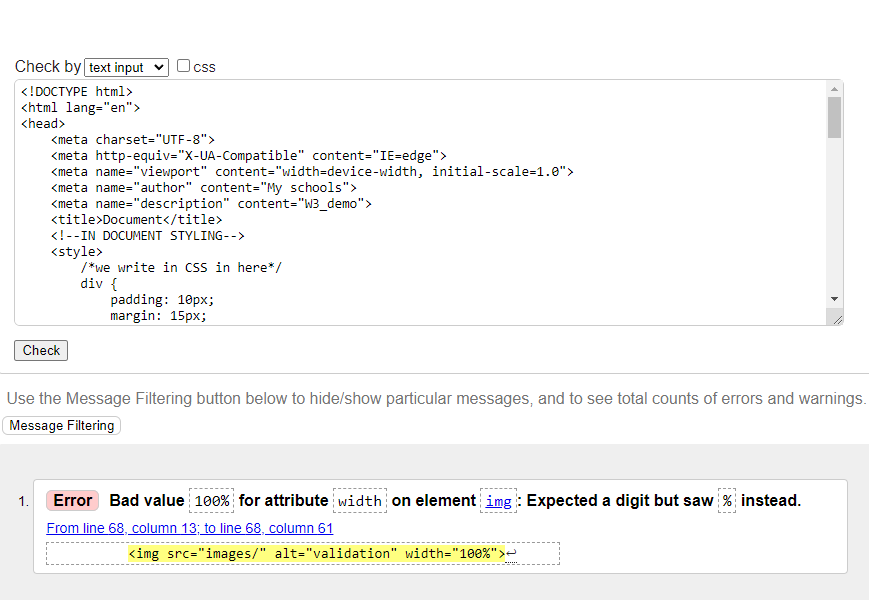 Check by text input css
<!DOCTYPE html>
<html lang="en">
<head>
    <meta charset="UTF-8">
    <meta http-equiv="X-UA-Compatible" content="IE=edge">
    <meta name="viewport" content="width=device-width, initial-scale=1.0">
    <meta name="author" content="My schools">
    <meta name="description" content="W3_demo">
    <title>Document</title>
    <!--IN DOCUMENT STYLING-->
    <style>
        /*we write in CSS in here*/
        div {
            padding: 10px;
            margin: 15px;
Check
Use the Message Filtering button below to hide/show particular messages, and to see total counts of errors and warnings.
Message Filtering
1. Error Bad value 100% for attribute width on element img: Expected a digit but saw % instead.
From line 68, column 13; to line 68, column 61
<img src="images/" alt="validation" width="100%">↩